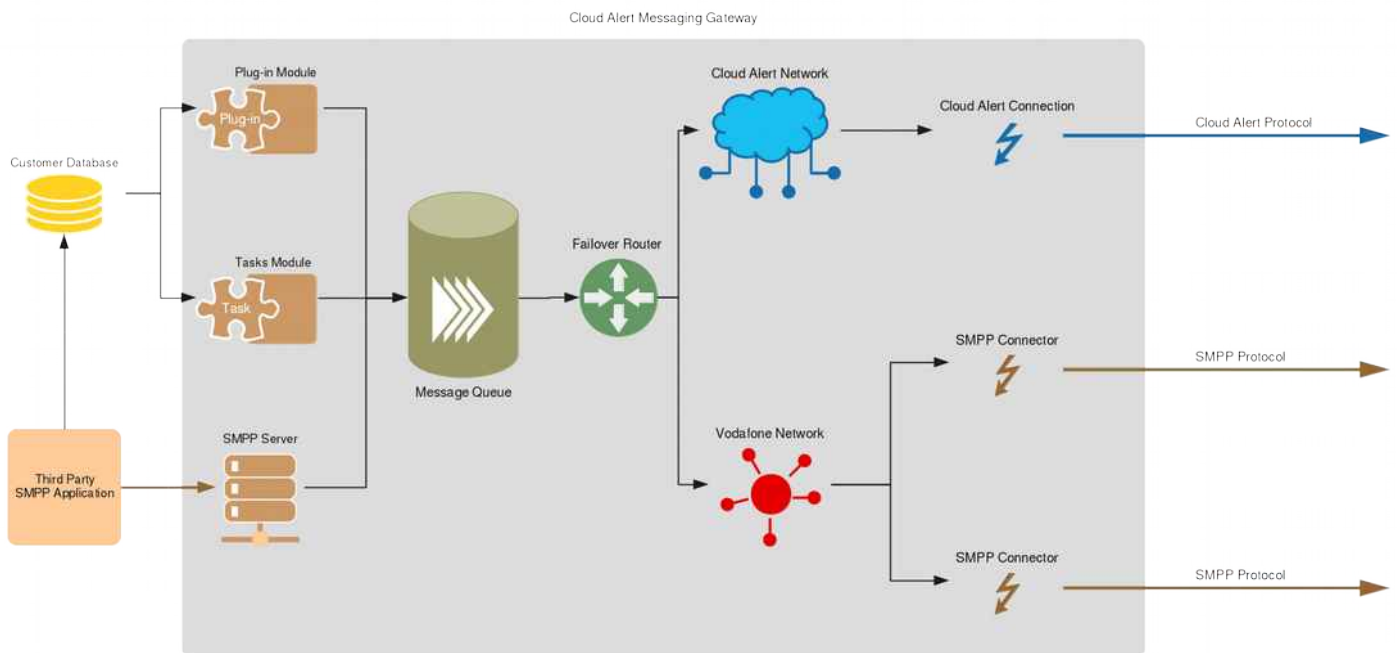 Cloud Alert Messaging Gateway
Plug-in Module
Plug-in
Customer Database
Tasks Module
Task
SMPP Server
Third Party
SMPP Application
Message Queue
Failover Router
Cloud Alert Network
Cloud Alert Connection
Cloud Alert Protocol
Vodafone Network
SMPP Connector
SMPP Protocol
SMPP Connector
SMPP Protocol